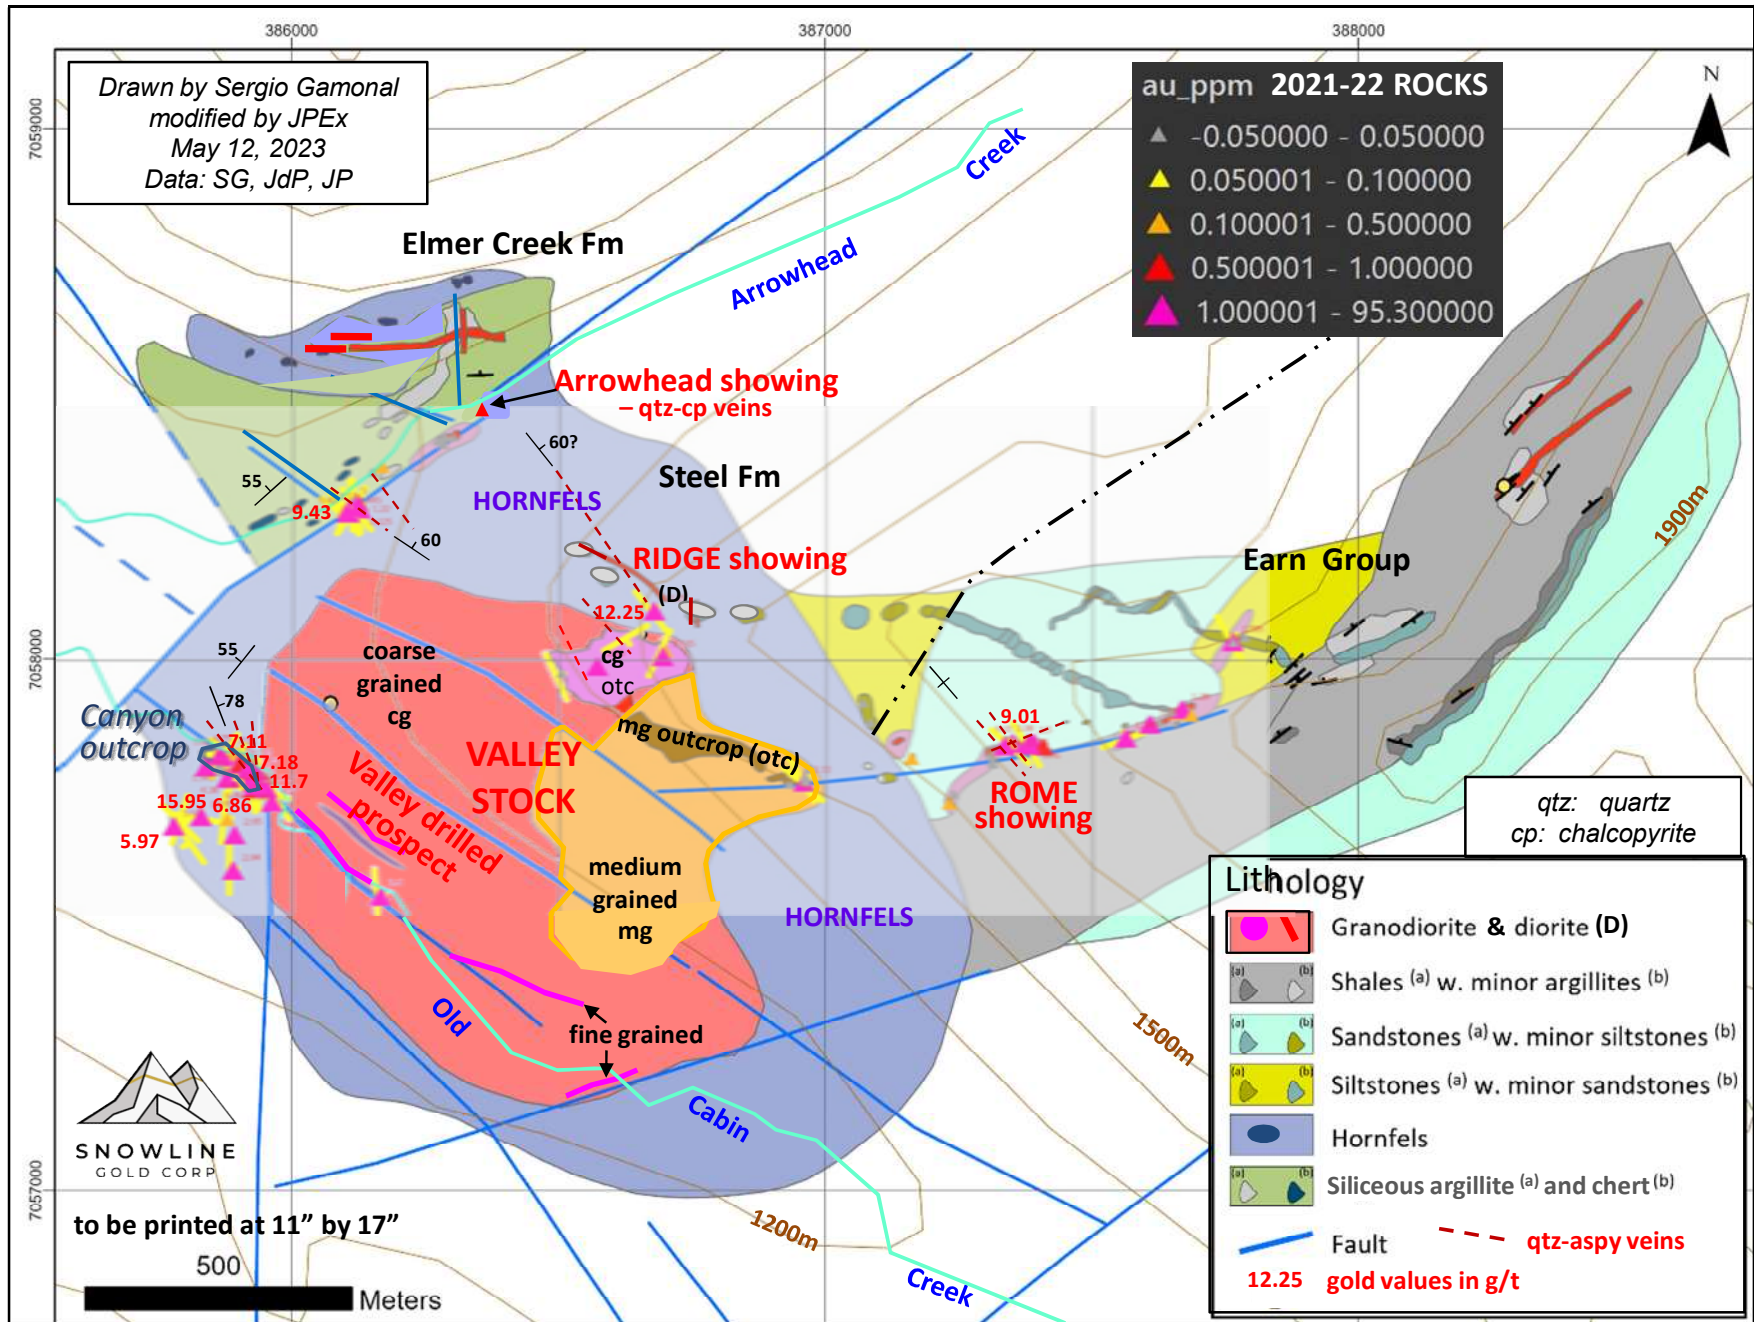 386000
387000
388000
7059000
7058000
7057000
Drawn by Sergio Gamonal
modified by JPEx
May 12, 2023
Data: SG, JdP, JP
au_ppm 2021-22 ROCKS
-0.050000 - 0.050000
0.050001 - 0.100000
0.100001 - 0.500000
0.500001 - 1.000000
1.000001 - 95.300000
N
Creek
Arrowhead
Elmer Creek Fm
Arrowhead showing
– qtz-cp veins
60?
Steel Fm
55
HORNFELS
9.43
60
RIDGE showing
(D)
12.25
Earn Group
1900m
55
coarse
grained
cg
cg
otc
78
Canyon
outcrop
7.11
7.18
11.7
15.95
6.86
5.97
mg outcrop (otc)
VALLEY
STOCK
Valley drilled
prospect
9.01
ROME
showing
medium
grained
mg
HORNFELS
qtz: quartz
cp: chalcopyrite
Old
fine grained
Cabin
Creek
1500m
1200m
SNOWLINE
GOLD CORP
to be printed at 11” by 17”
500
Meters
Lithology
Granodiorite & diorite (D)
(a) (b)
Shales (a) w. minor argillites (b)
(a) (b)
Sandstones (a) w. minor siltstones (b)
(a) (b)
Siltstones (a) w. minor sandstones (b)
Hornfels
(a) (b)
Siliceous argillite (a) and chert (b)
Fault
qtz-aspy veins
12.25 gold values in g/t